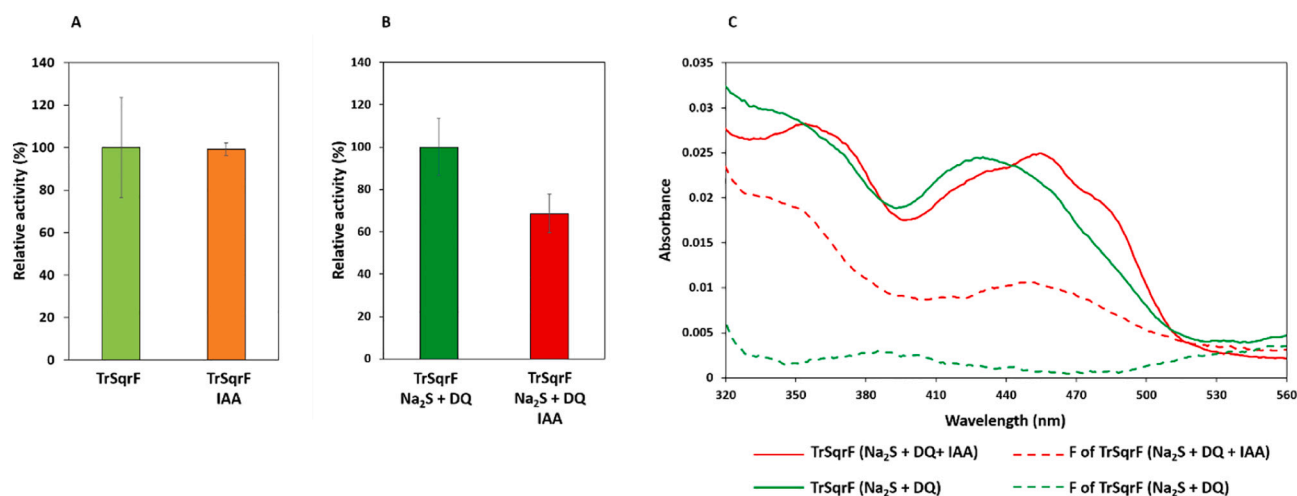 A
Relative activity (%)
140
120
100
80
60
40
20
0
TrSqrF
TrSqrF
IAA
B
Relative activity (%)
140
120
100
80
60
40
20
0
TrSqrF
Na₂S + DQ
TrSqrF
Na₂S + DQ
IAA
C
Absorbance
0.035
0.03
0.025
0.02
0.015
0.01
0.005
0
320 350 380 410 440 470 500 530 560
Wavelength (nm)
TrSqrF (Na₂S + DQ+ IAA)
F of TrSqrF (Na₂S + DQ + IAA)
TrSqrF (Na₂S + DQ)
F of TrSqrF (Na₂S + DQ)